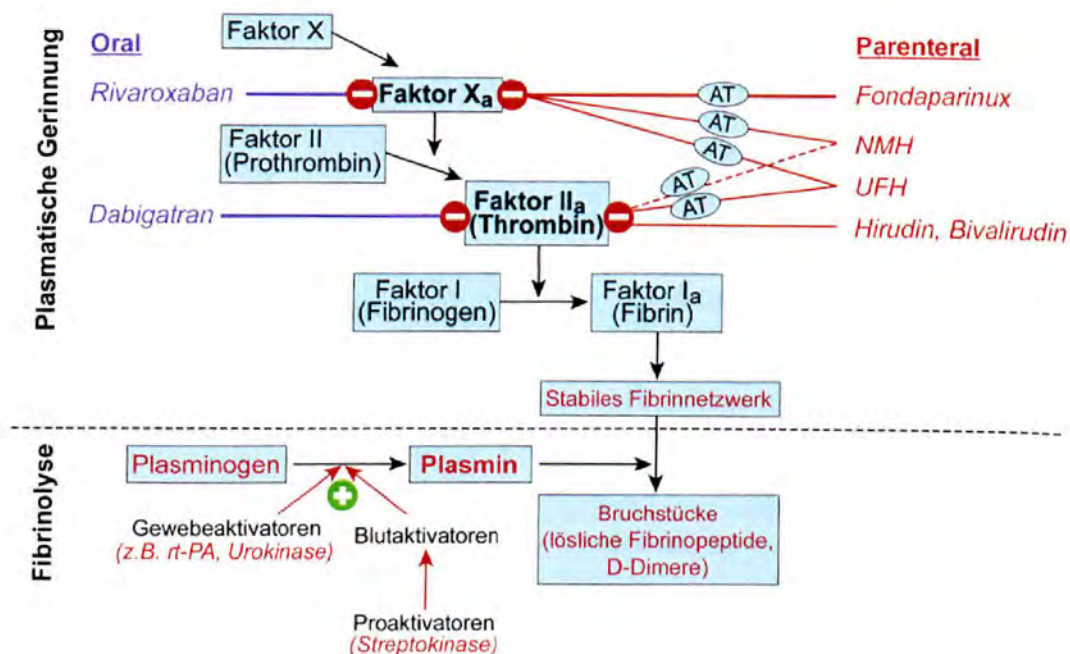 Plasmatische Gerinnung
Oral
Faktor X
Parenteral
Rivaroxaban
Faktor Xa
AT
Fondaparinux
AT
NMH
AT
Faktor II
(Prothrombin)
AT
UFH
Dabigatran
Faktor IIa
(Thrombin)
AT
Hirudin, Bivalirudin
Faktor I
(Fibrinogen)
Faktor Ia
(Fibrin)
Stabiles Fibrinnetzwerk
Fibrinolyse
Plasminogen
Plasmin
Gewebeaktivatoren
(z.B. rt-PA, Urokinase)
Blutaktivatoren
Bruchstücke
(lösliche Fibrinopeptide,
D-Dimere)
Proaktivatoren
(Streptokinase)